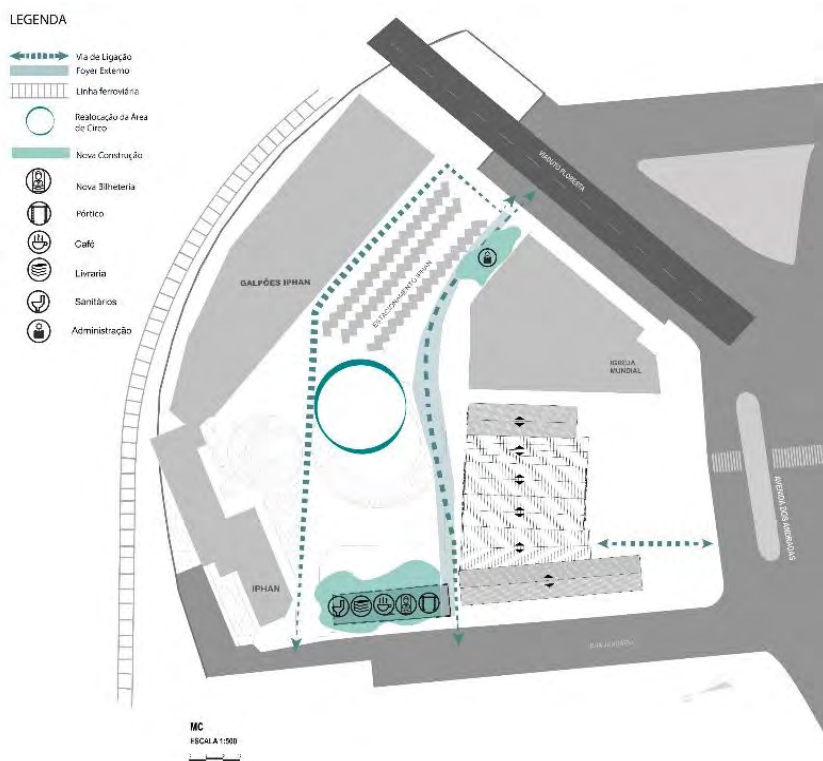 LEGENDA
Via de Ligação
Foyer Externo
Linha ferroviária
Realocação da Área
de Circo
Nova Construção
Nova Bilheteria
Pórtico
Café
Livraria
Sanitários
Administração
VIADUTO FLORESTA
GALPÕES IPHAN
ESTACIONAMENTO IPHAN
IGREJA
MUNDIAL
AVENIDA DOS ANDRADAS
IPHAN
MC
ESCALA 1:500